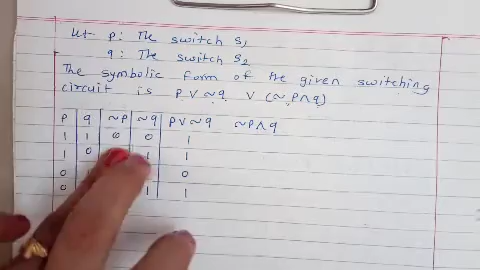 Let p: The switch S1
q: The switch S2
The symbolic form of the given switching
circuit is p ∨ ~q ∨ (~p ∧ q)
p q ~p ~q p ∨ ~q ~p ∧ q
1 1 0 0 1
1 0 1 1
0 0
0 1 1